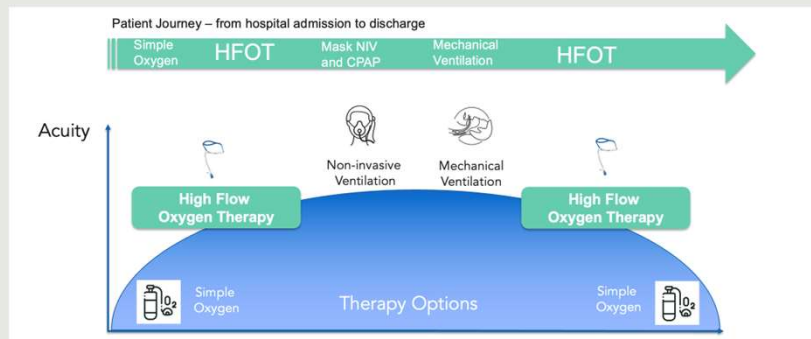 Patient Journey – from hospital admission to discharge
Simple
Oxygen
HFOT
Mask NIV
and CPAP
Mechanical
Ventilation
HFOT
Acuity
Non-invasive
Ventilation
Mechanical
Ventilation
High Flow
Oxygen Therapy
High Flow
Oxygen Therapy
O2
Simple
Oxygen
Therapy Options
Simple
Oxygen
O2